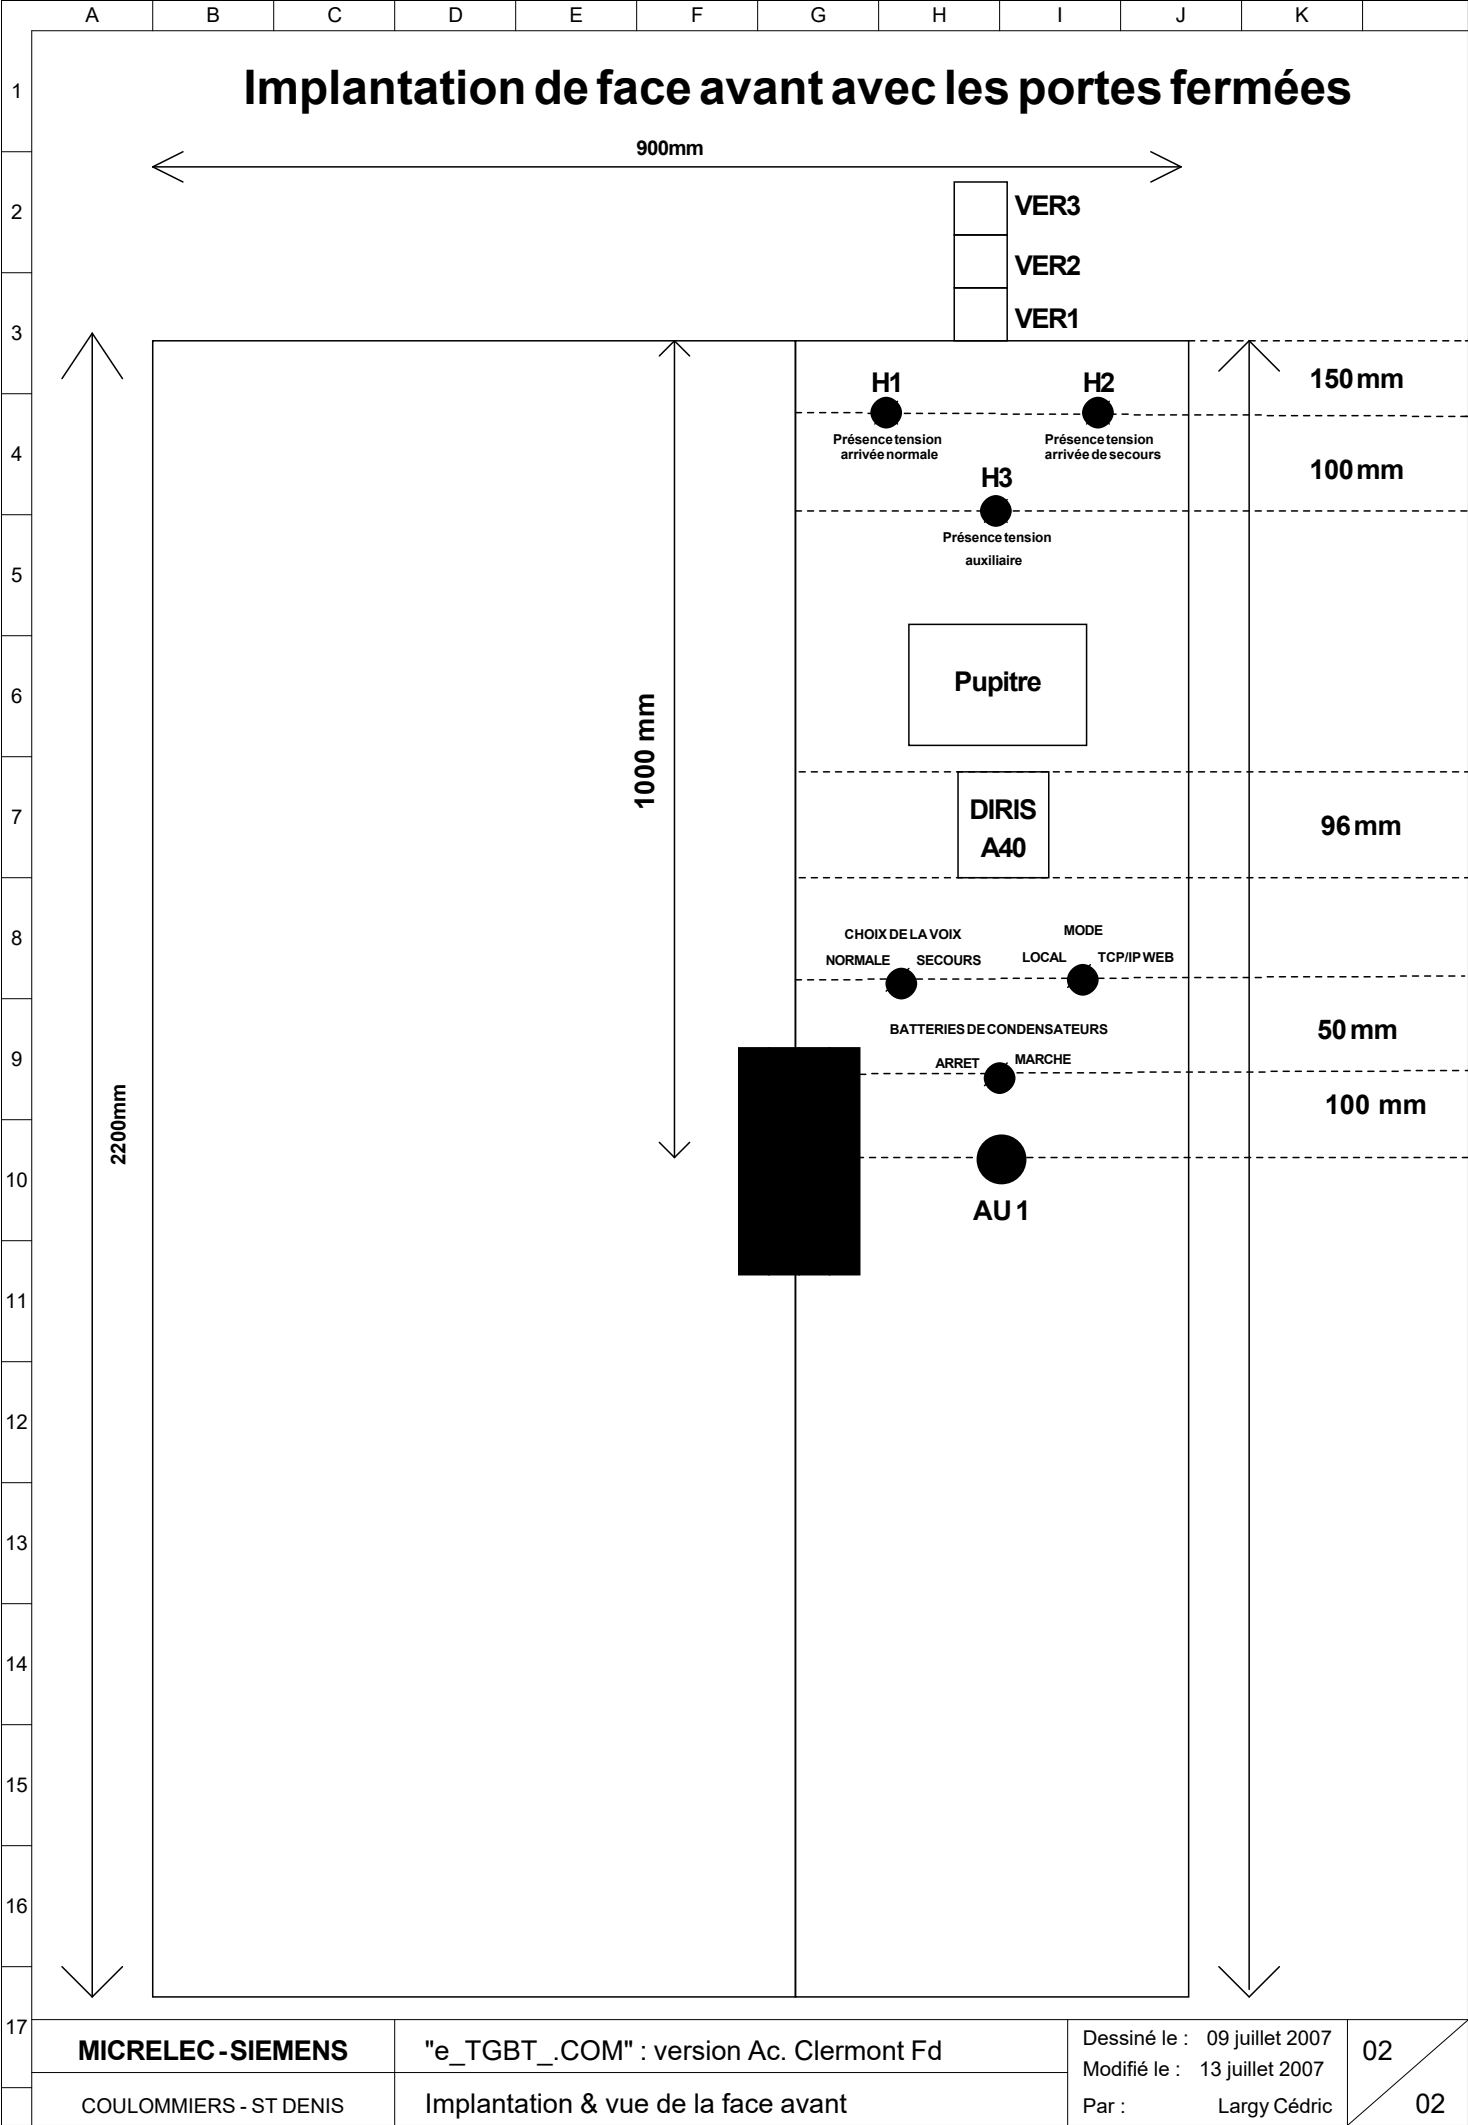 A B C D E F G H I J K
1
Implantation de face avant avec les portes fermées
900mm
2
VER3
VER2
VER1
3
H1 H2
150 mm
Présence tension
arrivée normale
Présence tension
arrivée de secours
4
100 mm
H3
Présence tension
auxiliaire
5
Pupitre
6
1000 mm
7
DIRIS
A40
96 mm
8
CHOIX DE LA VOIX
NORMALE SECOURS
MODE
LOCAL TCP/IP WEB
BATTERIES DE CONDENSATEURS
ARRET MARCHE
50 mm
9
100 mm
2200mm
10
AU 1
11
12
13
14
15
16
17
MICRELEC - SIEMENS
COULOMMIERS - ST DENIS
"e_TGBT_.COM" : version Ac. Clermont Fd
Implantation & vue de la face avant
Dessiné le : 09 juillet 2007
Modifié le : 13 juillet 2007
Par : Largy Cédric
02
02